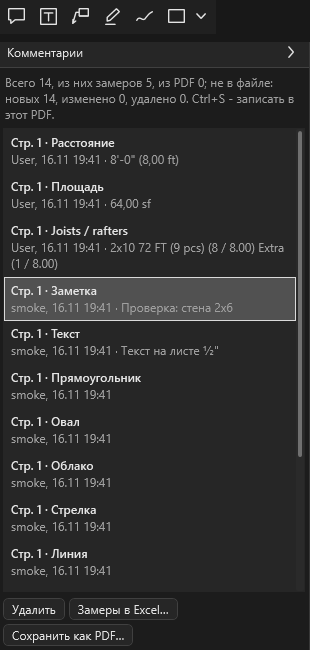 T
Комментарии
Всего 14, из них замеров 5, из PDF 0; не в файле:
новых 14, изменено 0, удалено 0. Ctrl+S - записать в
этот PDF.
Стр. 1 · Расстояние
User, 16.11 19:41 · 8'-0" (8,00 ft)
Стр. 1 · Площадь
User, 16.11 19:41 · 64,00 sf
Стр. 1 · Joists / rafters
User, 16.11 19:41 · 2x10 72 FT (9 pcs) (8 / 8.00) Extra
(1 / 8.00)
Стр. 1 · Заметка
smoke, 16.11 19:41 · Проверка: стена 2x6
Стр. 1 · Текст
smoke, 16.11 19:41 · Текст на листе ½"
Стр. 1 · Прямоугольник
smoke, 16.11 19:41
Стр. 1 · Овал
smoke, 16.11 19:41
Стр. 1 · Облако
smoke, 16.11 19:41
Стр. 1 · Стрелка
smoke, 16.11 19:41
Стр. 1 · Линия
smoke, 16.11 19:41
Удалить
Замеры в Excel...
Сохранить как PDF...